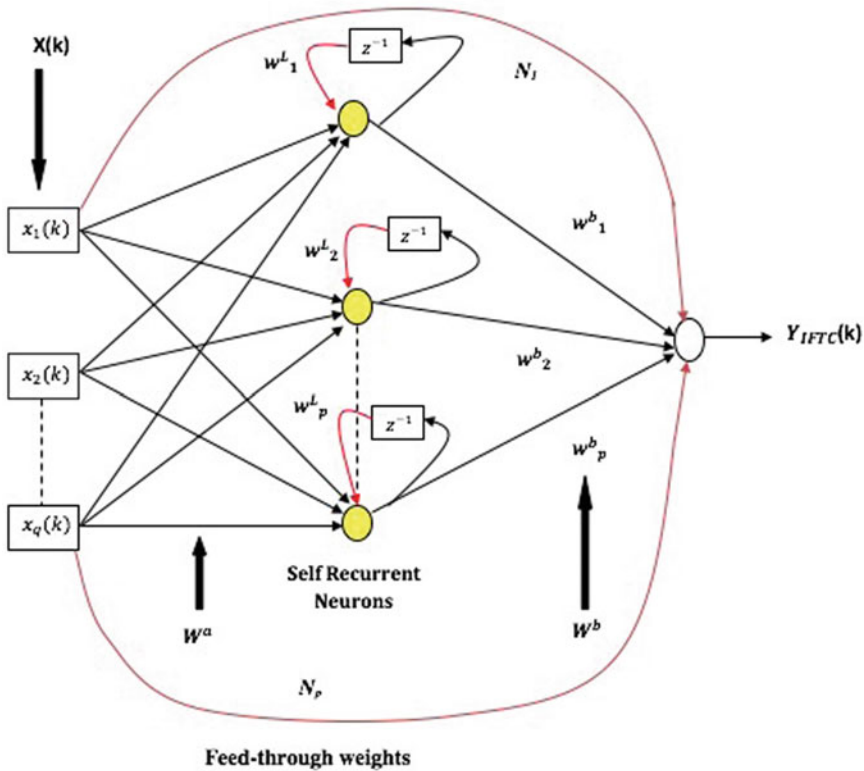 X(k)
z⁻¹
wᴸ₁
N₁
x₁(k)
wᵇ₁
z⁻¹
wᴸ₂
Y_IFTC(k)
x₂(k)
wᵇ₂
wᴸₚ
z⁻¹
wᵇₚ
x_q(k)
Self Recurrent
Neurons
Wᵃ
Wᵇ
Nₚ
Feed-through weights